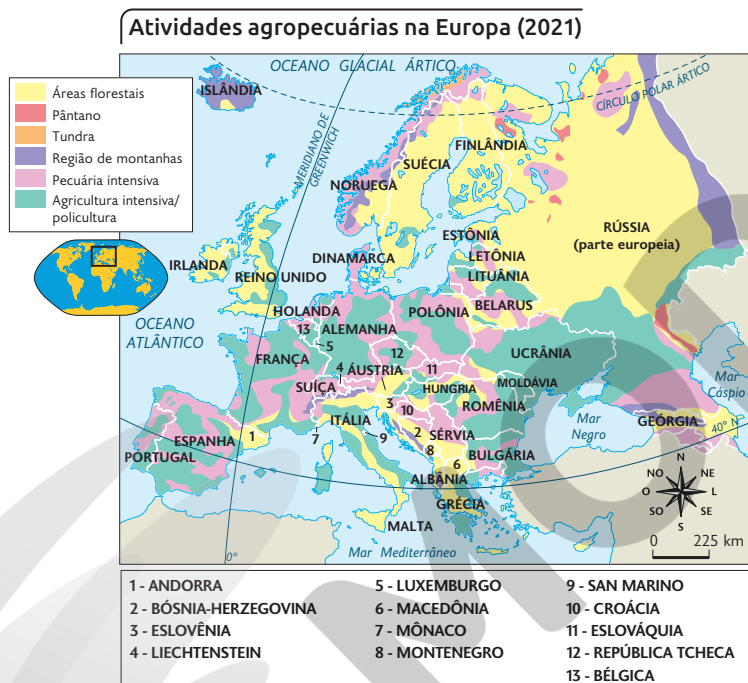 Atividades agropecuárias na Europa (2021)
Áreas florestais
Pântano
Tundra
Região de montanhas
Pecuária intensiva
Agricultura intensiva/
policultura
OCEANO GLACIAL ÁRTICO
CÍRCULO POLAR ÁRTICO
MERIDIANO DE
GREENWICH
ISLÂNDIA
FINLÂNDIA
SUÉCIA
NORUEGA
RÚSSIA
(parte europeia)
ESTÔNIA
LETÔNIA
LITUÂNIA
DINAMARCA
IRLANDA
REINO UNIDO
BELARUS
HOLANDA
13
ALEMANHA
POLÔNIA
5
OCEANO
ATLÂNTICO
FRANÇA
12
UCRÂNIA
4
ÁUSTRIA
11
SUÍÇA
HUNGRIA
MOLDÁVIA
3
10
ROMÊNIA
Mar
Cáspio
ITÁLIA
2
SÉRVIA
Mar
Negro
GEÓRGIA
40° N
ESPANHA
1
7
9
8
BULGÁRIA
PORTUGAL
6
ALBÂNIA
GRÉCIA
MALTA
0°
Mar Mediterrâneo
N
NO
NE
O
L
SO
SE
S
0
225 km
1 - ANDORRA
2 - BÓSNIA-HERZEGOVINA
3 - ESLOVÊNIA
4 - LIECHTENSTEIN
5 - LUXEMBURGO
6 - MACEDÔNIA
7 - MÔNACO
8 - MONTENEGRO
9 - SAN MARINO
10 - CROÁCIA
11 - ESLOVÁQUIA
12 - REPÚBLICA TCHECA
13 - BÉLGICA